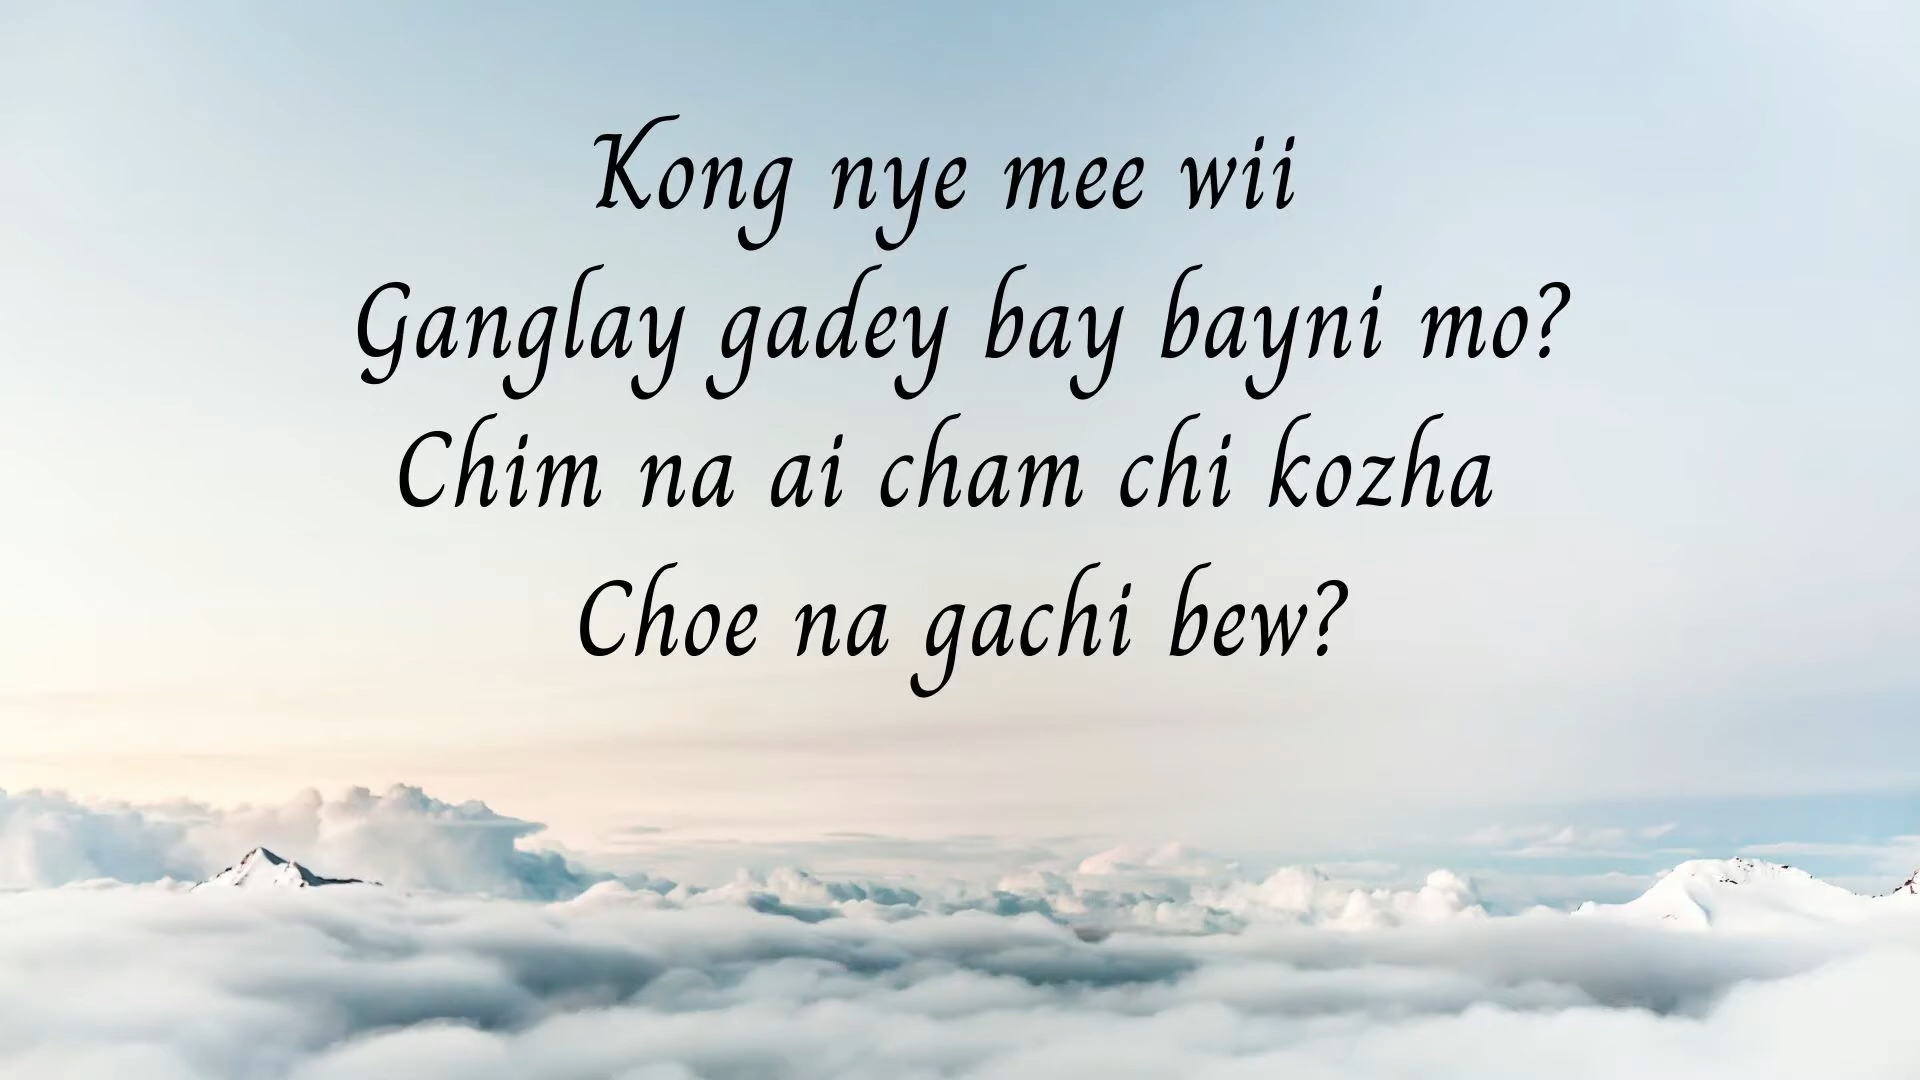 Kong nye mee wii
Ganglay gadey bay bayni mo?
Chim na ai cham chi kozha
Choe na gachi bew?